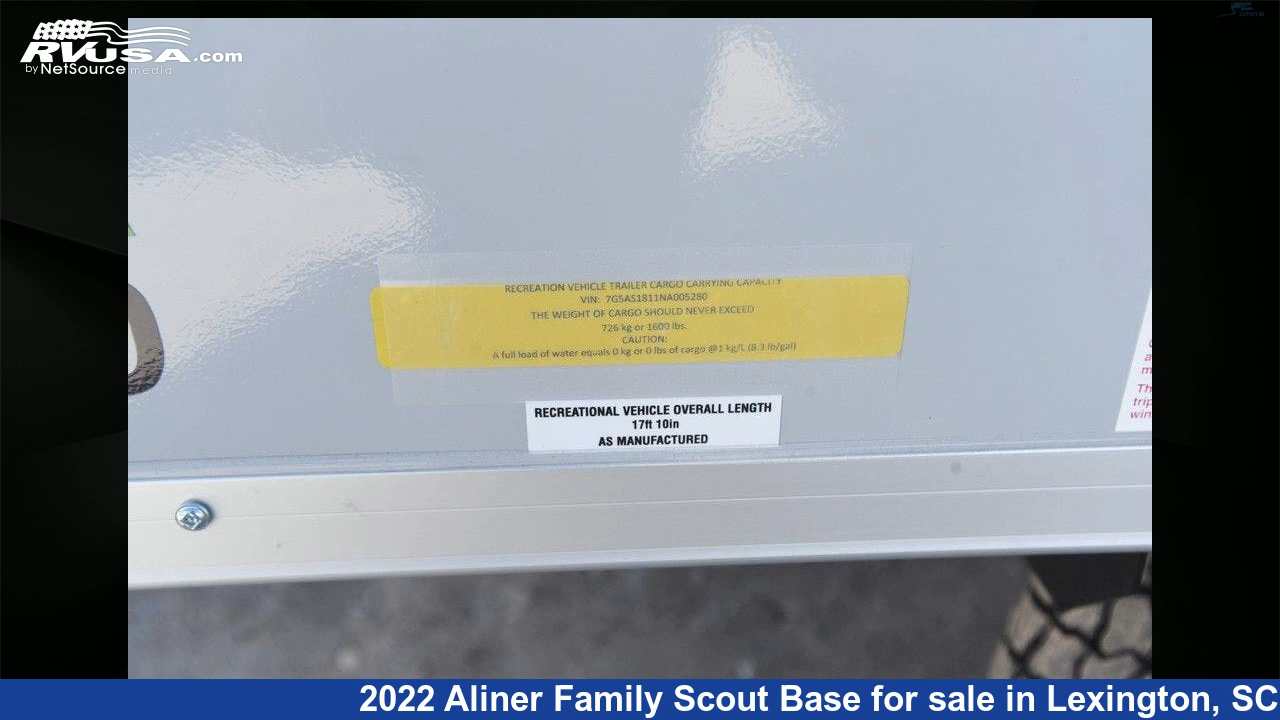 RVUSA.com
by NetSource media
RECREATION VEHICLE TRAILER CARGO CARRYING CAPACITY
VIN: 7G5AS1811NA005280
THE WEIGHT OF CARGO SHOULD NEVER EXCEED
726 kg or 1600 lbs.
CAUTION:
A full load of water equals 0 kg or 0 lbs of cargo @1 kg/L (8.3 lb/gal)
RECREATIONAL VEHICLE OVERALL LENGTH
17ft 10in
AS MANUFACTURED
2022 Aliner Family Scout Base for sale in Lexington, SC